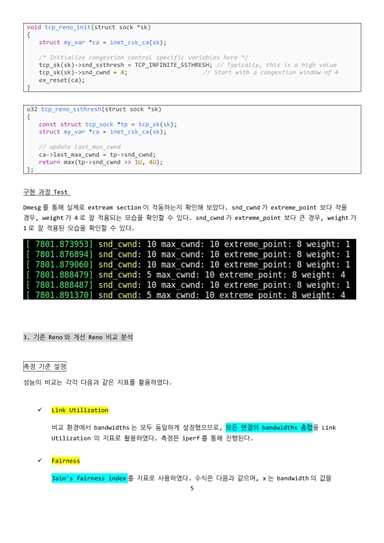 void tcp_reno_init(struct sock *sk)
{
struct my_var *ca = inet_csk_ca(sk);
/* Initialize congestion control specific variables here */
tcp_sk(sk)->snd_ssthresh = TCP_INFINITE_SSTHRESH; // Typically, this is a high value
tcp_sk(sk)->snd_cwnd = 4; // Start with a congestion window of 4
ex_reset(ca);
}
u32 tcp_reno_ssthresh(struct sock *sk)
{
const struct tcp_sock *tp = tcp_sk(sk);
struct my_var *ca = inet_csk_ca(sk);
// update last_max_cwnd
ca->last_max_cwnd = tp->snd_cwnd;
return max(tp->snd_cwnd >> 1U, 4U);
};
구현 과정 Test
Dmesg 를 통해 실제로 extream section 이 작동하는지 확인해 보았다. snd_cwnd 가 extreme_point 보다 작을
경우, weight 가 4 로 잘 적용되는 모습을 확인할 수 있다. snd_cwnd 가 extreme_point 보다 큰 경우, weight 가
1 로 잘 적용된 모습을 확인할 수 있다.
[ 7801.873953] snd_cwnd: 10 max_cwnd: 10 extreme_point: 8 weight: 1
[ 7801.876894] snd_cwnd: 10 max_cwnd: 10 extreme_point: 8 weight: 1
[ 7801.879060] snd_cwnd: 10 max_cwnd: 10 extreme_point: 8 weight: 1
[ 7801.888479] snd_cwnd: 5 max_cwnd: 10 extreme_point: 8 weight: 4
[ 7801.888487] snd_cwnd: 10 max_cwnd: 10 extreme_point: 8 weight: 1
[ 7801.891370] snd_cwnd: 5 max_cwnd: 10 extreme_point: 8 weight: 4
3. 기존 Reno 와 개선 Reno 비교 분석
측정 기준 설정
성능의 비교는 각각 다음과 같은 지표를 활용하였다.
✓ Link Utilization
비교 환경에서 bandwidths 는 모두 동일하게 설정했으므로, 모든 연결의 bandwidths 총합을 Link
Utilization 의 지표로 활용하였다. 측정은 iperf 를 통해 진행된다.
✓ Fairness
Jain's fairness index 를 지표로 사용하였다. 수식은 다음과 같으며, x 는 bandwidth 의 값을
5